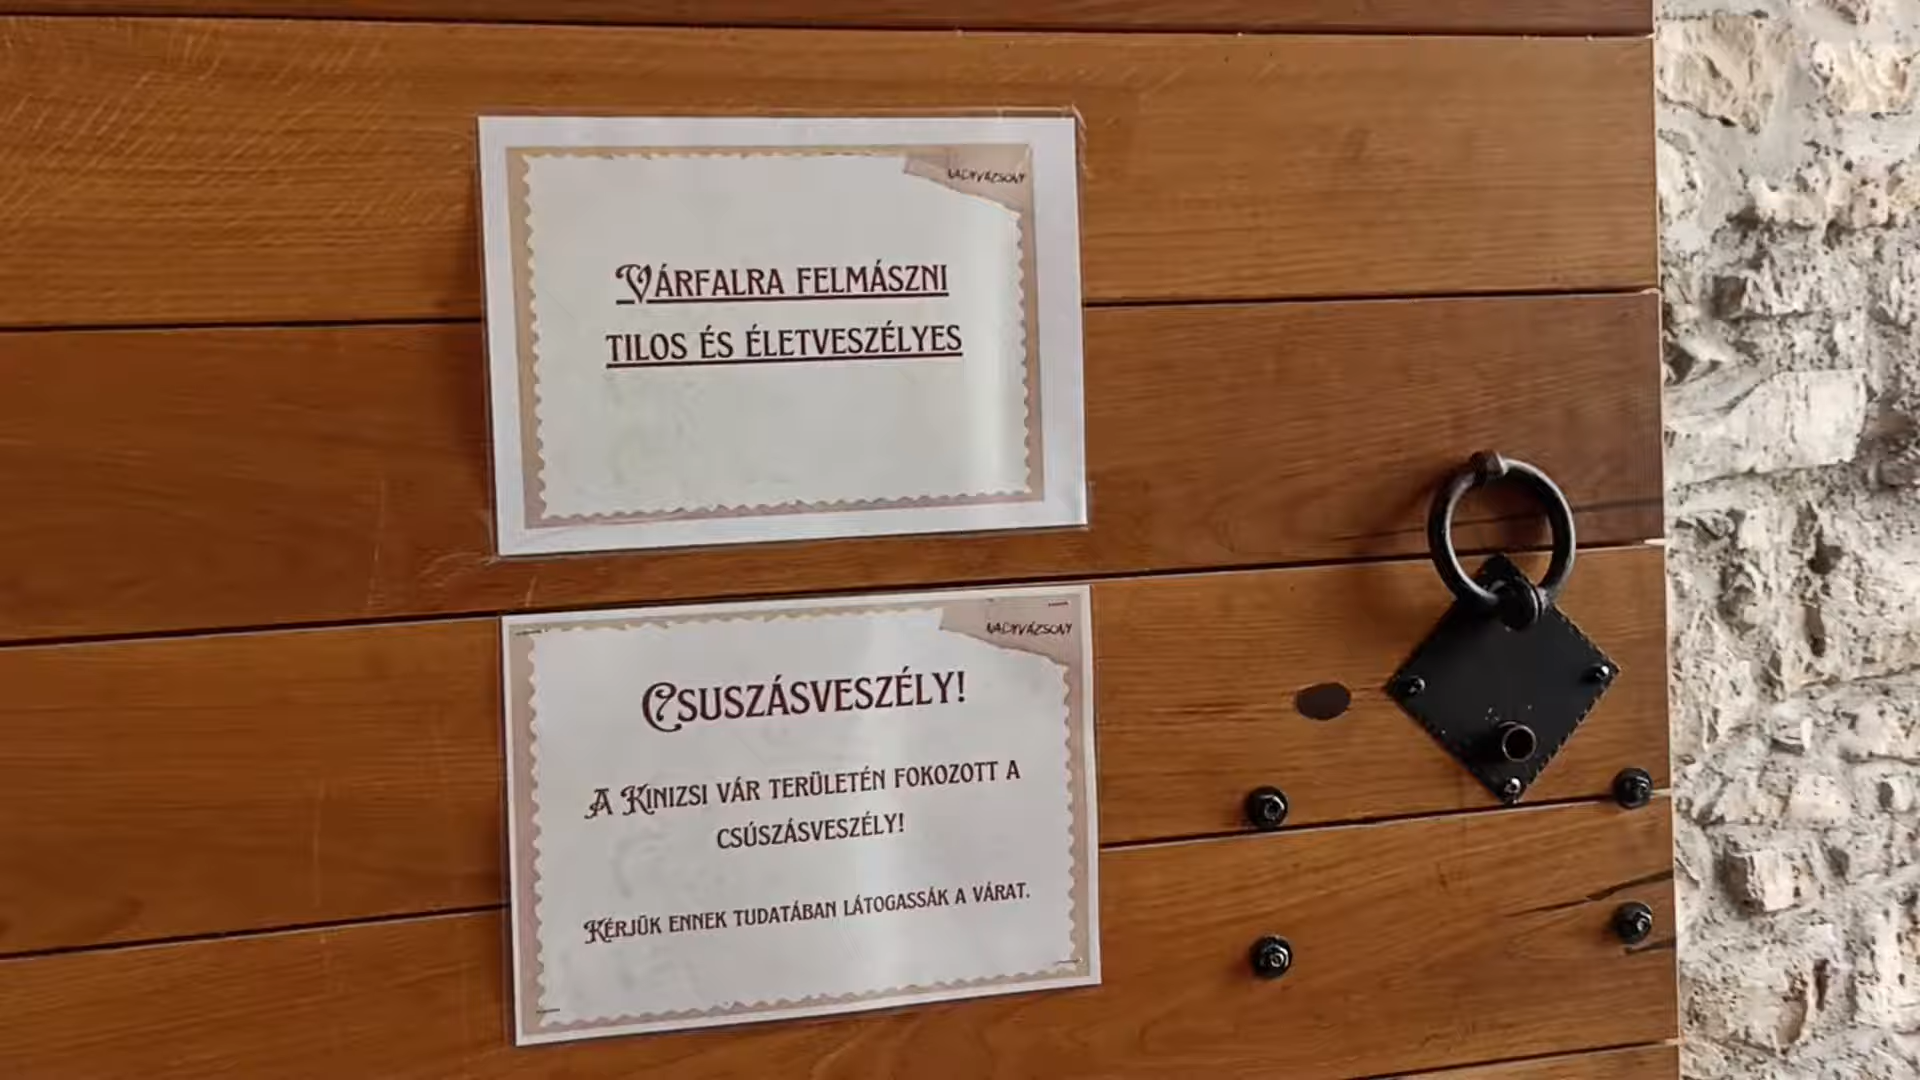 NAGYVÁZSONY
VÁRFALRA FELMÁSZNI
TILOS ÉS ÉLETVESZÉLYES
NAGYVÁZSONY
CSUSZÁSVESZÉLY!
A KINIZSI VÁR TERÜLETÉN FOKOZOTT A
CSÚSZÁSVESZÉLY!
KÉRJÜK ENNEK TUDATÁBAN LÁTOGASSÁK A VÁRAT.